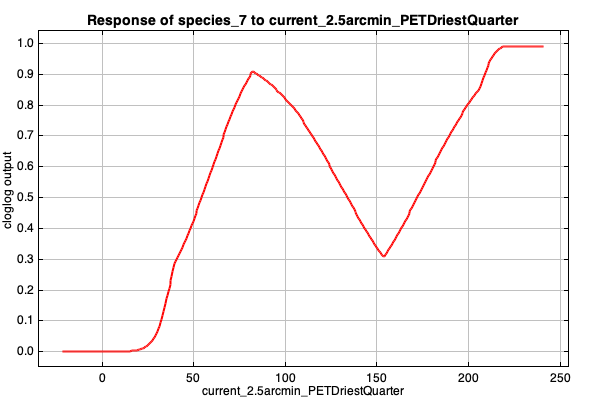 Response of species_7 to current_2.5arcmin_PETDriestQuarter
cloglog output
1.0
0.9
0.8
0.7
0.6
0.5
0.4
0.3
0.2
0.1
0.0
0 50 100 150 200 250
current_2.5arcmin_PETDriestQuarter